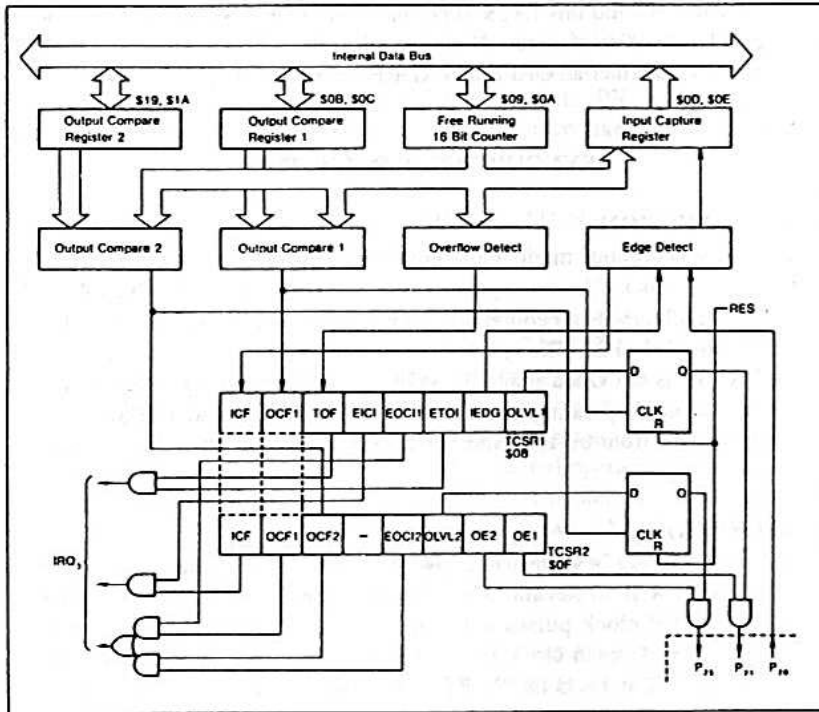 Internal Data Bus
$19, $1A
$0B, $0C
$09, $0A
$0D, $0E
Output Compare
Register 2
Output Compare
Register 1
Free Running
16 Bit Counter
Input Capture
Register
Output Compare 2
Output Compare 1
Overflow Detect
Edge Detect
RES
D
Q
CLK
R
ICF OCF1 TOF EICI EOCI1 ETOI IEDG OLVL1
TCSR1
$08
D
Q
CLK
R
ICF OCF1 OCF2 – EOCI2 OLVL2 OE2 OE1
TCSR2
$0F
IRQ3
P25 P21 P20